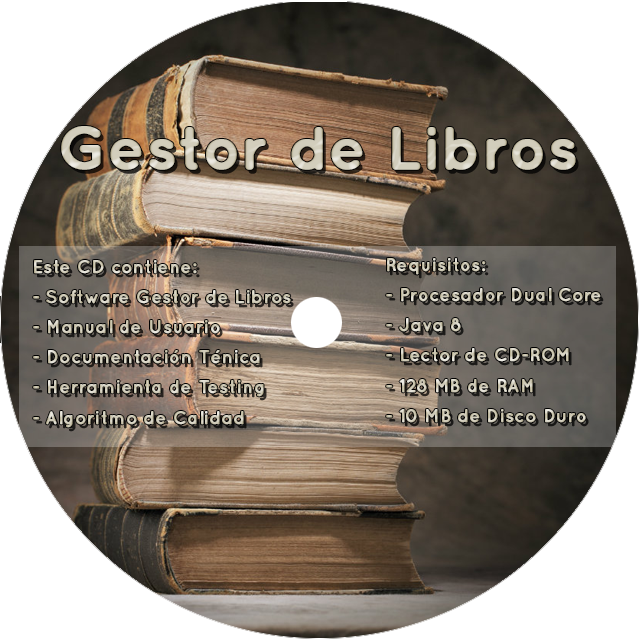 Gestor de Libros
Este CD contiene:
- Software Gestor de Libros
- Manual de Usuario
- Documentación Ténica
- Herramienta de Testing
- Algoritmo de Calidad
Requisitos:
- Procesador Dual Core
- Java 8
- Lector de CD-ROM
- 128 MB de RAM
- 10 MB de Disco Duro